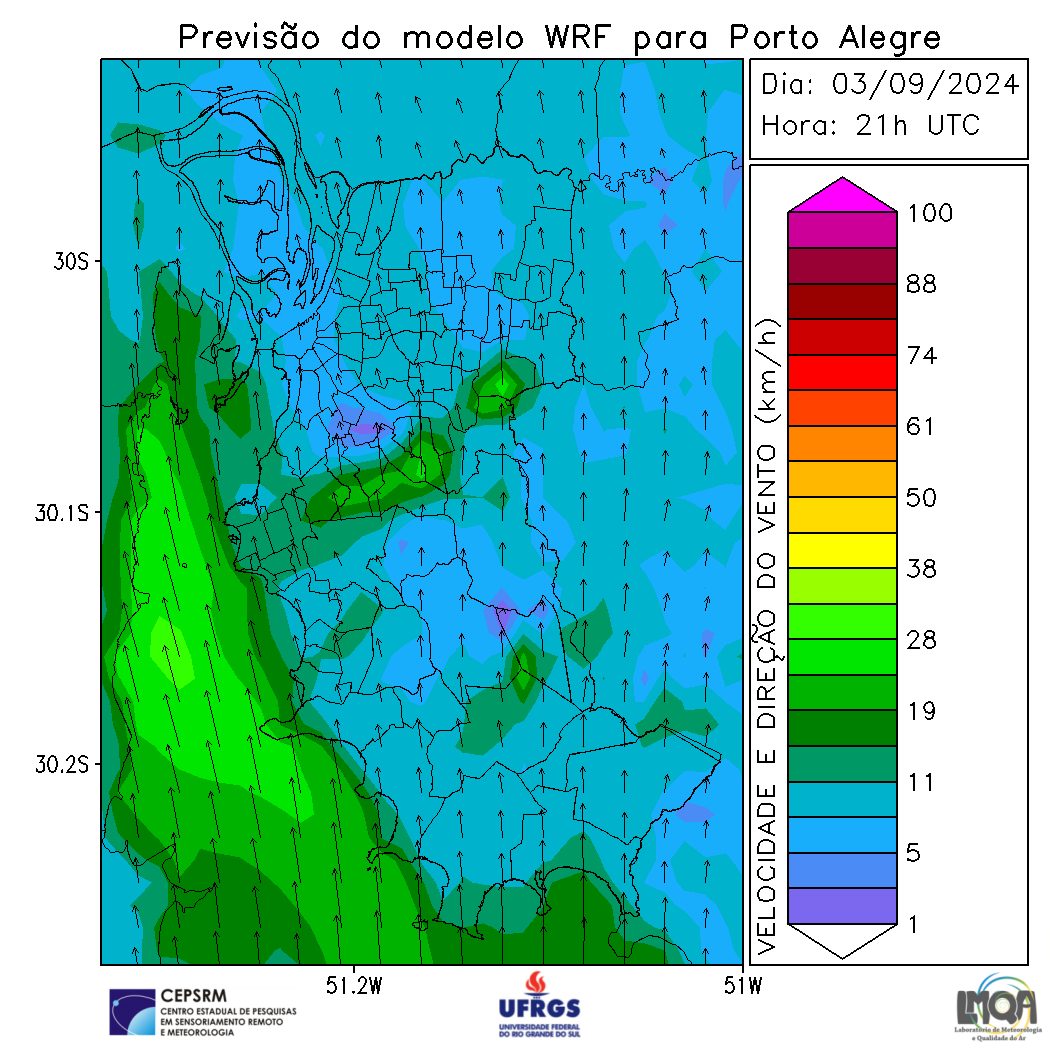 Previsão do modelo WRF para Porto Alegre
Dia: 03/09/2024
Hora: 21h UTC
30S
30.1S
30.2S
51.2W
51W
VELOCIDADE E DIREÇÃO DO VENTO (km/h)
100
88
74
61
50
38
28
19
11
5
1
CEPSRM
CENTRO ESTADUAL DE PESQUISAS
EM SENSORIAMENTO REMOTO
E METEOROLOGIA
UFRGS
UNIVERSIDADE FEDERAL
DO RIO GRANDE DO SUL
LMQA
Laboratório de Meteorologia
e Qualidade do Ar